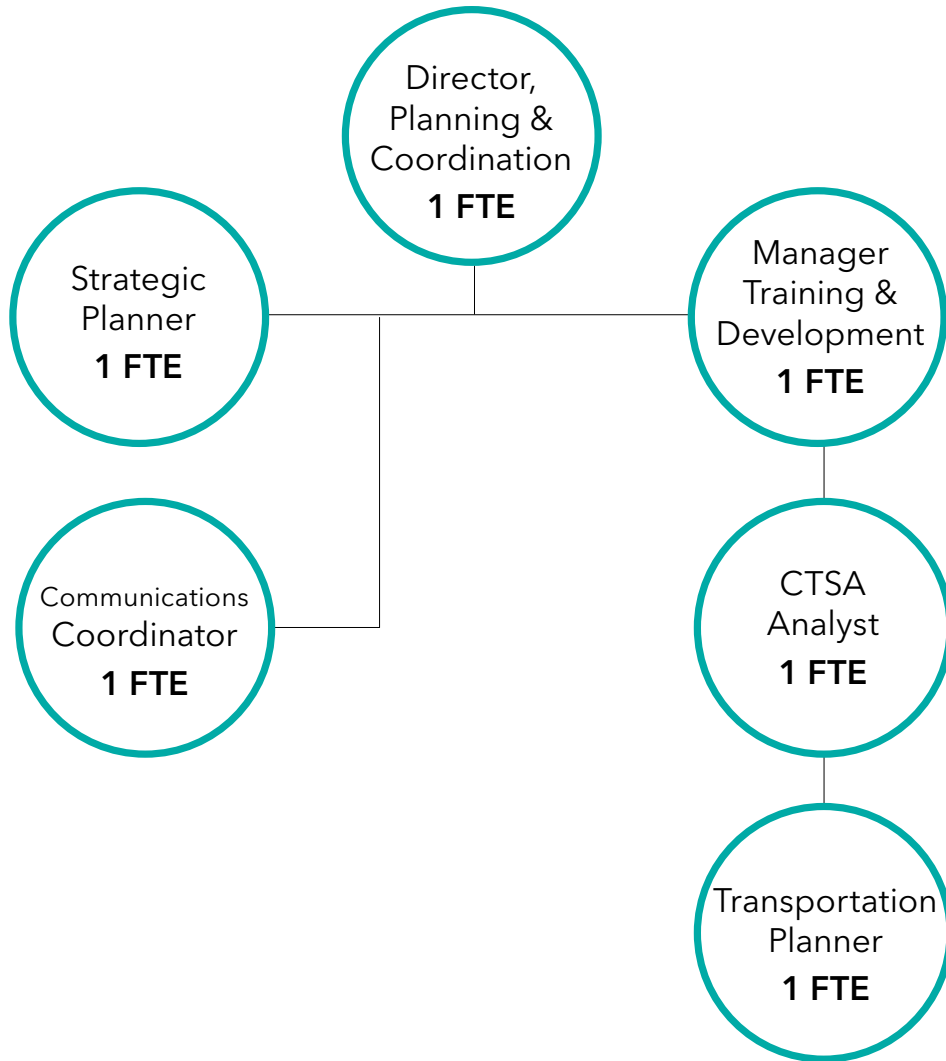 Director,
Planning &
Coordination
1 FTE
Strategic
Planner
1 FTE
Manager
Training &
Development
1 FTE
Communications
Coordinator
1 FTE
CTSA
Analyst
1 FTE
Transportation
Planner
1 FTE